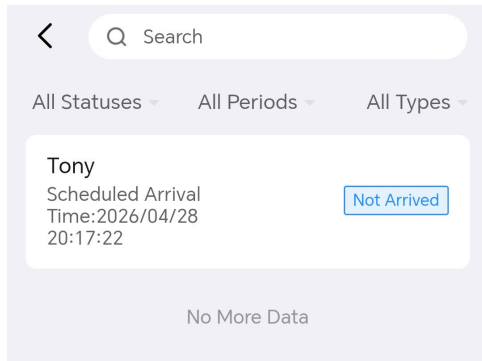 Search
All Statuses All Periods All Types
Tony
Scheduled Arrival
Time:2026/04/28
20:17:22
Not Arrived
No More Data